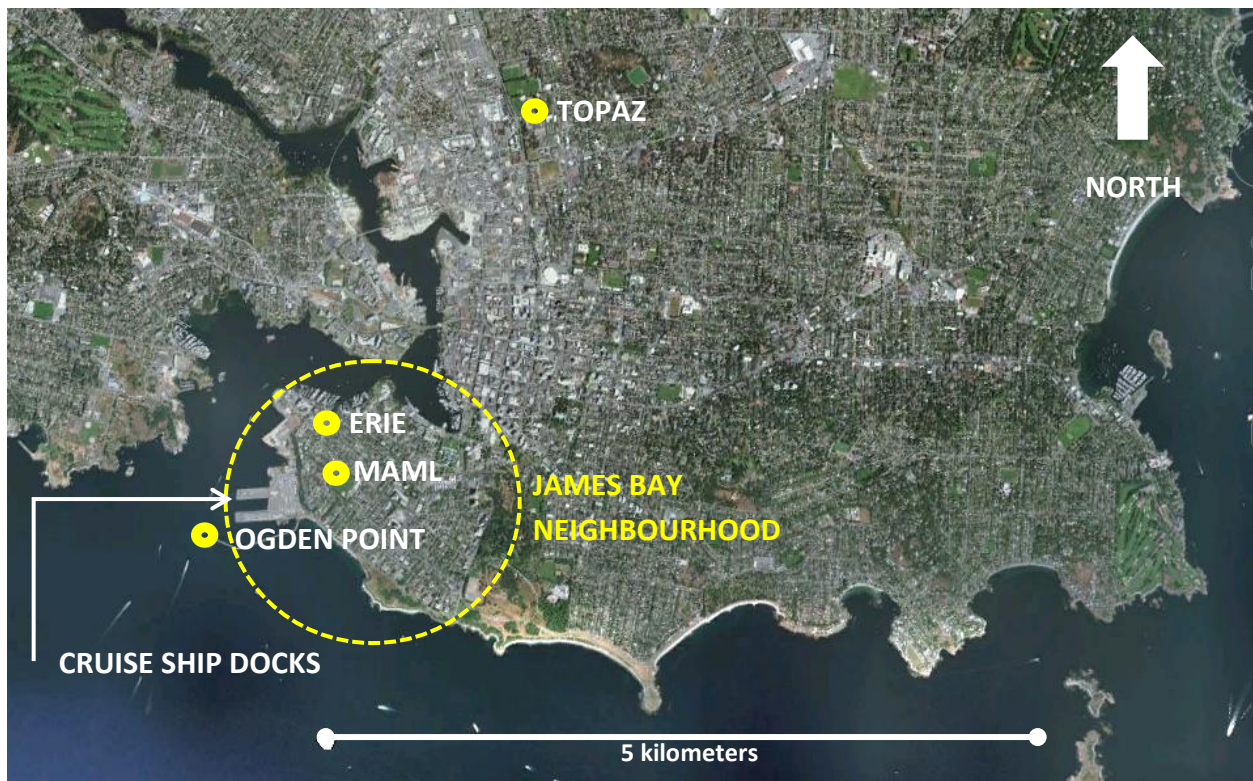 TOPAZ
NORTH
ERIE
MAML
JAMES BAY
NEIGHBOURHOOD
OGDEN POINT
CRUISE SHIP DOCKS
5 kilometers